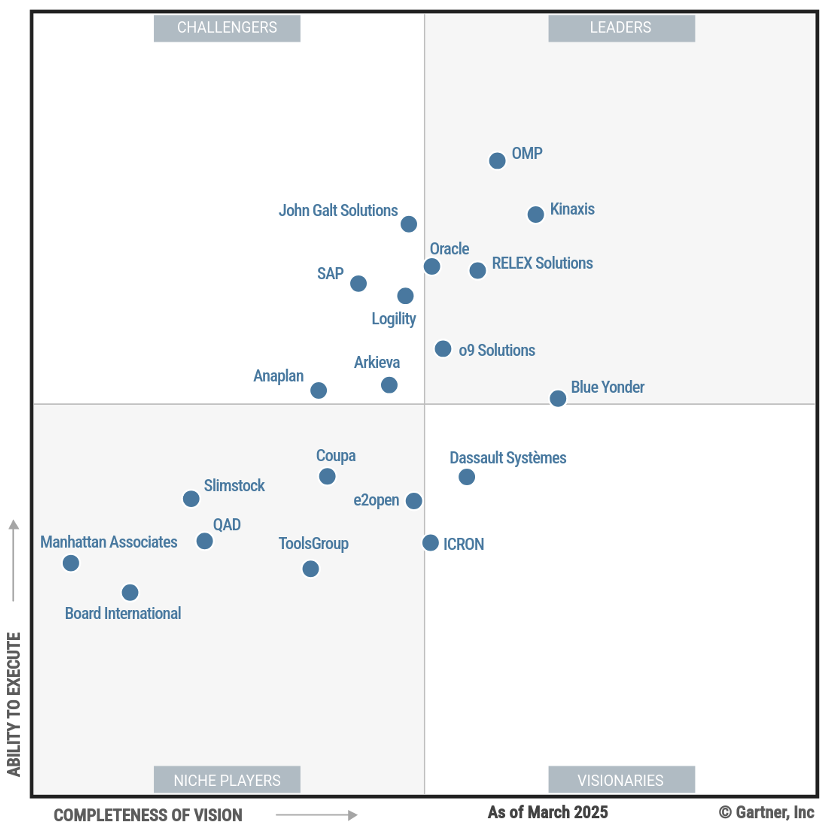 CHALLENGERS
LEADERS
OMP
Kinaxis
John Galt Solutions
Oracle
RELEX Solutions
SAP
Logility
o9 Solutions
Arkieva
Anaplan
Blue Yonder
Coupa
Dassault Systèmes
Slimstock
e2open
QAD
Manhattan Associates
ToolsGroup
ICRON
Board International
ABILITY TO EXECUTE
NICHE PLAYERS
VISIONARIES
COMPLETENESS OF VISION
As of March 2025
© Gartner, Inc